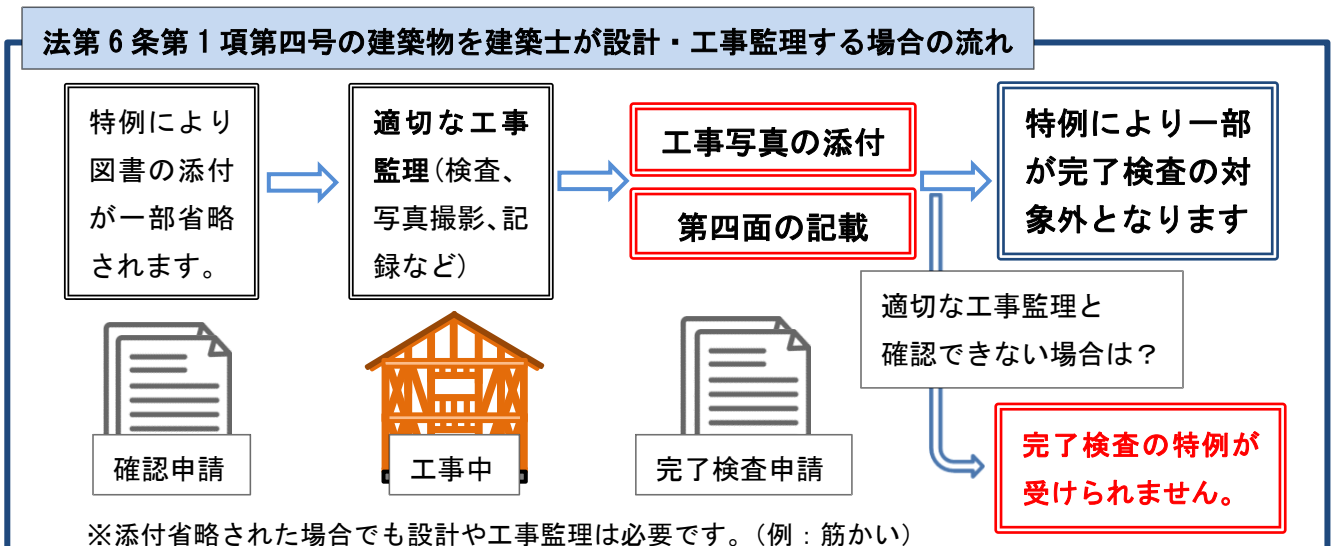 法第6条第1項第四号の建築物を建築士が設計・工事監理する場合の流れ
特例により
図書の添付
が一部省略
されます。
適切な工事
監理(検査、
写真撮影、記
録など)
工事写真の添付
第四面の記載
特例により一部
が完了検査の対
象外となります
適切な工事監理と
確認できない場合は？
確認申請
工事中
完了検査申請
完了検査の特例が
受けられません。
※添付省略された場合でも設計や工事監理は必要です。(例：筋かい)